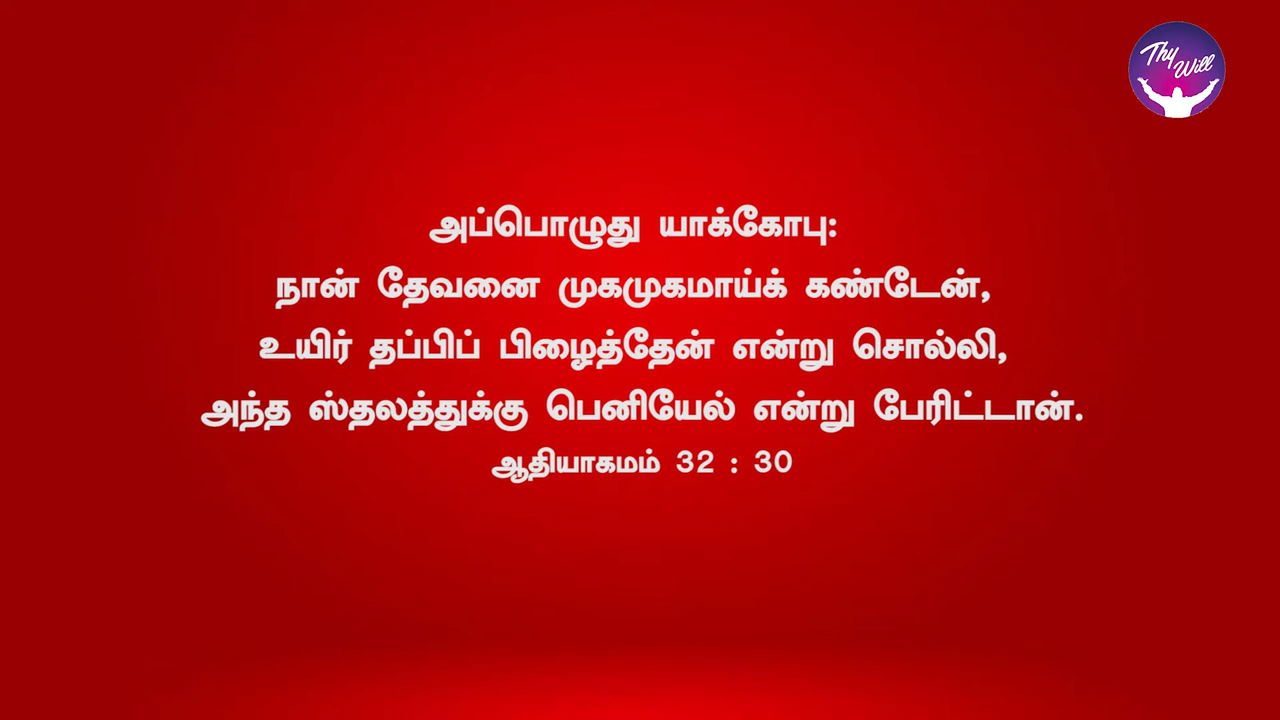 Thy
Will
அப்பொழுது யாக்கோபு:
நான் தேவனை முகமுகமாய்க் கண்டேன்,
உயிர் தப்பிப் பிழைத்தேன் என்று சொல்லி,
அந்த ஸ்தலத்துக்கு பெனியேல் என்று பேரிட்டான்.
ஆதியாகமம் 32 : 30